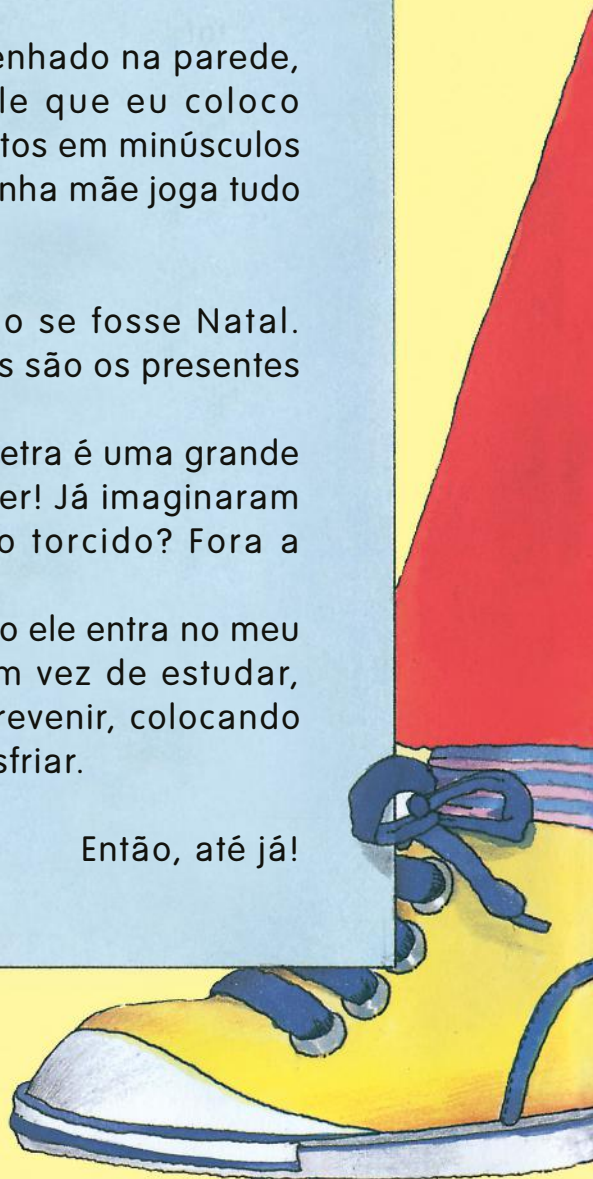 enhado na parede,
le que eu coloco
tos em minúsculos
nha mãe joga tudo
o se fosse Natal.
s são os presentes
etra é uma grande
er! Já imaginaram
o torcido? Fora a
o ele entra no meu
m vez de estudar,
revenir, colocando
sfriar.
Então, até já!